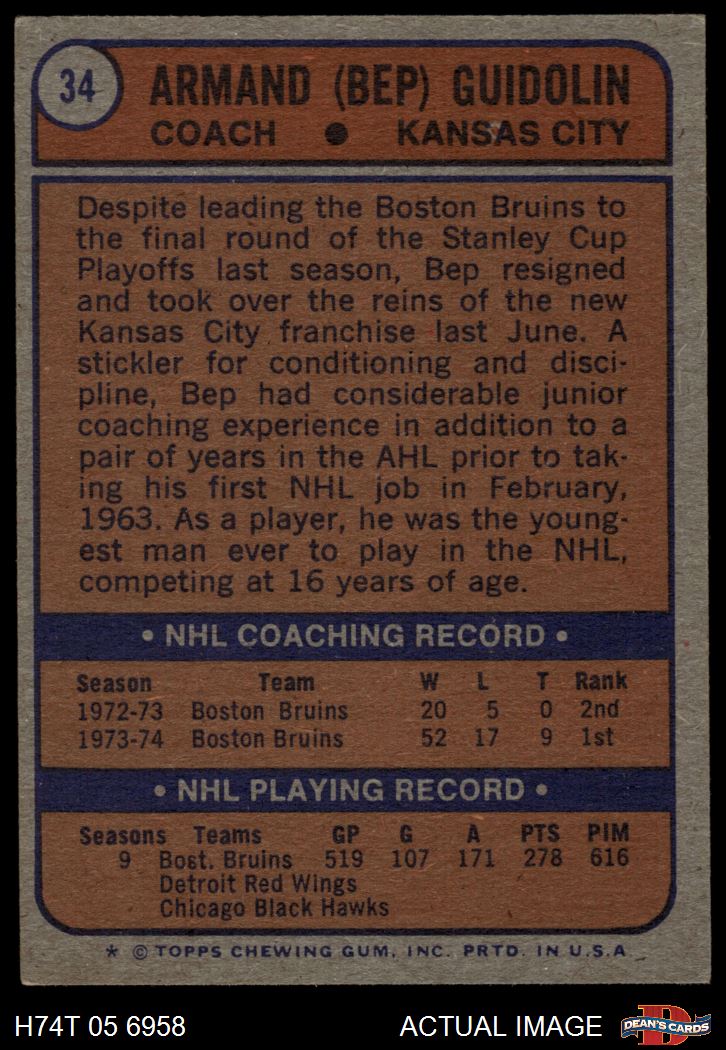 34
ARMAND (BEP) GUIDOLIN
COACH ● KANSAS CITY
Despite leading the Boston Bruins to
the final round of the Stanley Cup
Playoffs last season, Bep resigned
and took over the reins of the new
Kansas City franchise last June. A
stickler for conditioning and disci-
pline, Bep had considerable junior
coaching experience in addition to a
pair of years in the AHL prior to tak-
ing his first NHL job in February,
1963. As a player, he was the young-
est man ever to play in the NHL,
competing at 16 years of age.
• NHL COACHING RECORD •
Season Team W L T Rank
1972-73 Boston Bruins 20 5 0 2nd
1973-74 Boston Bruins 52 17 9 1st
• NHL PLAYING RECORD •
Seasons Teams GP G A PTS PIM
9 Bost. Bruins 519 107 171 278 616
Detroit Red Wings
Chicago Black Hawks
* © TOPPS CHEWING GUM, INC. PRTD. IN U.S.A
H74T 05 6958 ACTUAL IMAGE
DEAN'S CARDS